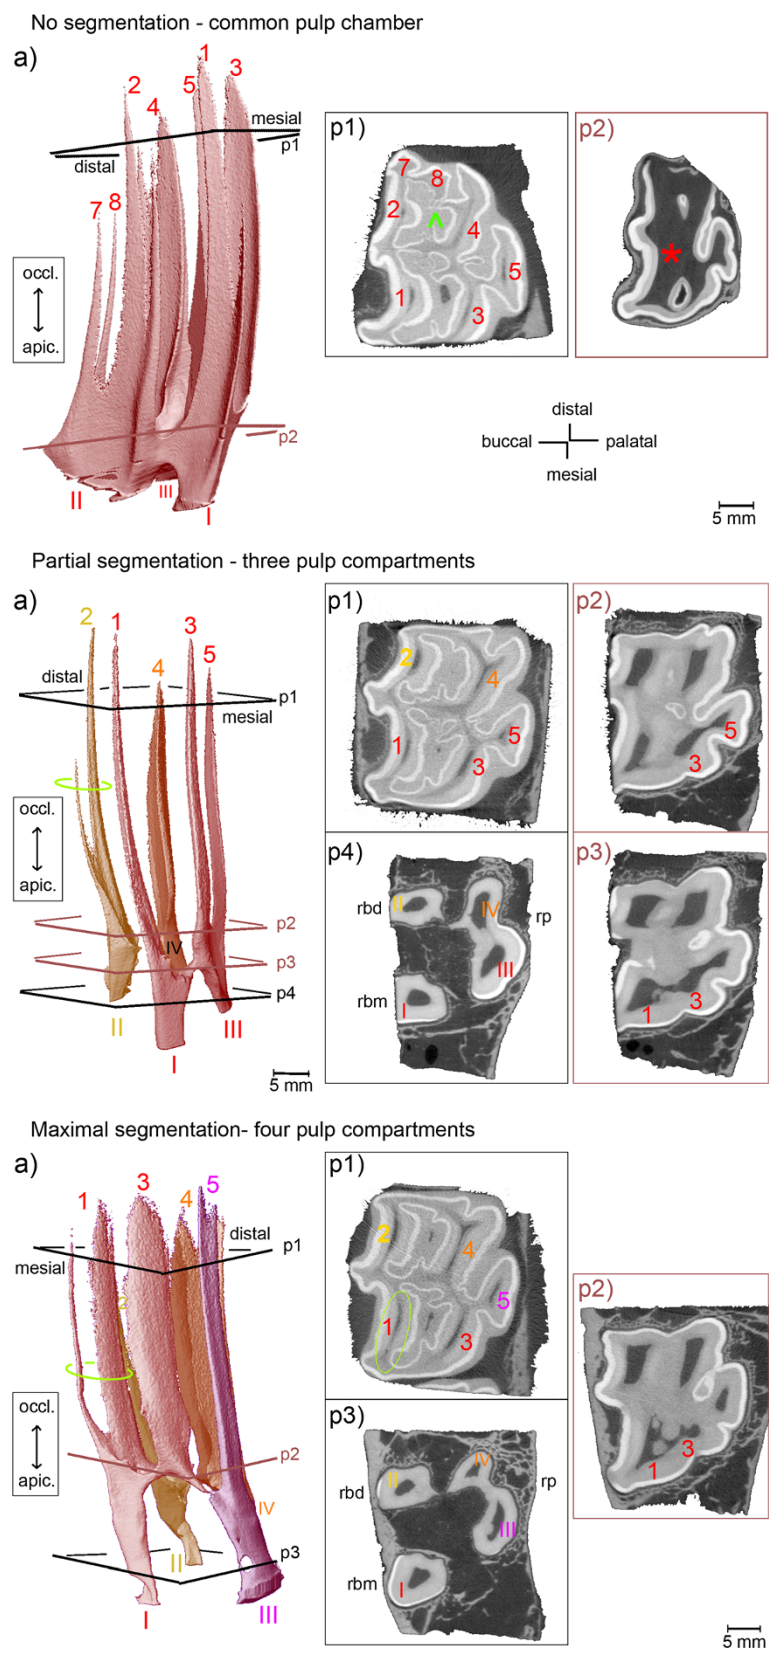 No segmentation - common pulp chamber
a)
1
2
5
3
4
mesial
p1
distal
7
8
occl.
apic.
p2
II
III
I
p1)
7
8
2
4
5
1
3
p2)
*
distal
buccal
palatal
mesial
5 mm
Partial segmentation - three pulp compartments
a)
2
1
3
5
4
distal
p1
mesial
occl.
apic.
p2
IV
p3
p4
II
III
I
5 mm
p1)
2
4
1
5
3
p2)
5
3
p4)
rbd
II
IV
rp
III
rbm
I
p3)
1
3
Maximal segmentation- four pulp compartments
a)
1
3
4
5
distal
p1
mesial
2
occl.
apic.
p2
IV
p3
II
I
III
p1)
2
4
5
1
3
p2)
3
1
p3)
IV
rbd
II
rp
III
rbm
I
5 mm